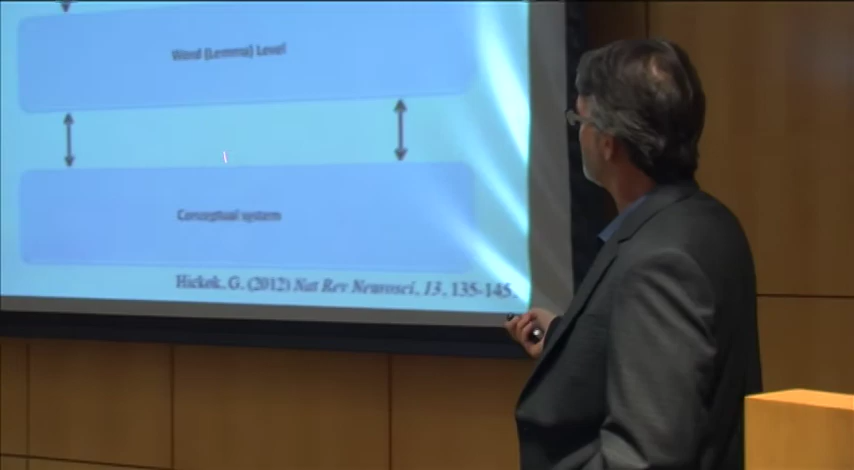 Word (Lemma) Level
Conceptual system
Hickok, G. (2012) Nat Rev Neurosci, 13, 135-145.